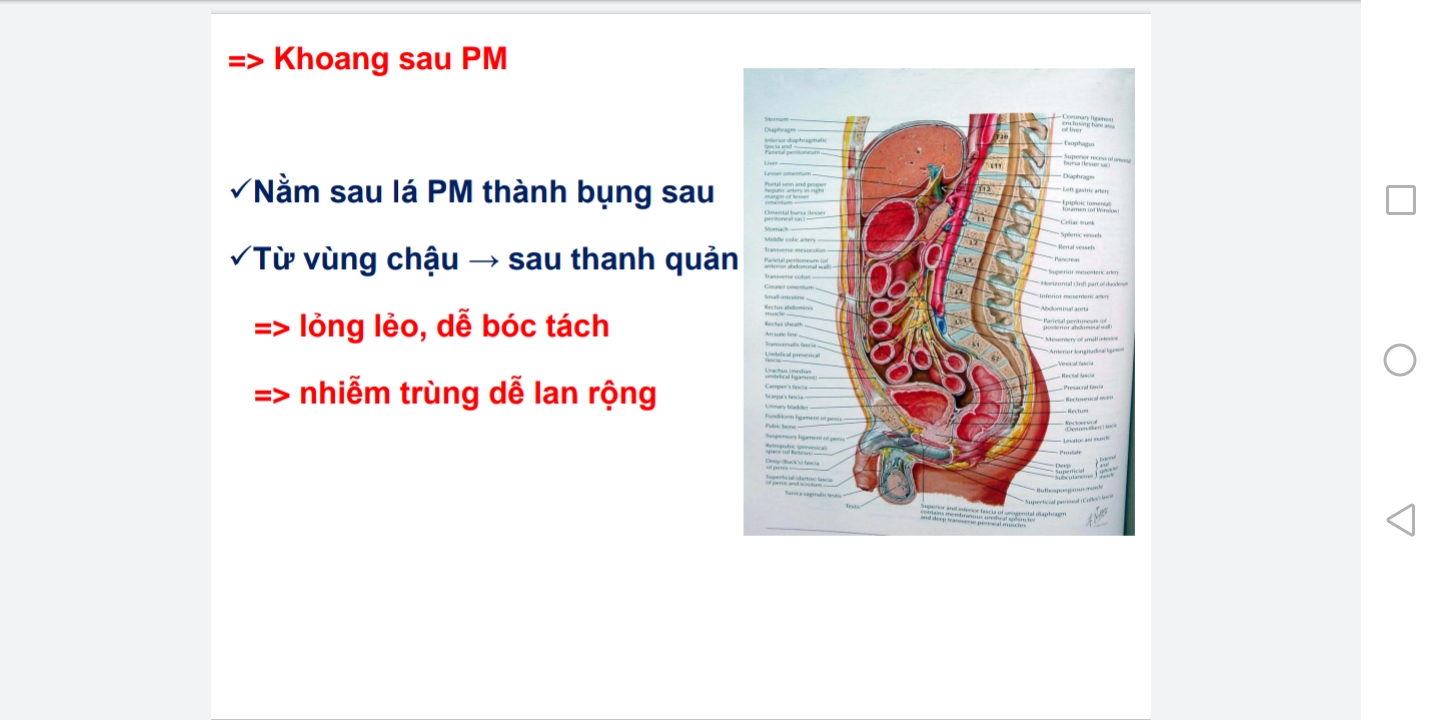 => Khoang sau PM
✓Nằm sau lá PM thành bụng sau
✓Từ vùng chậu → sau thanh quản
=> lỏng lẻo, dễ bóc tách
=> nhiễm trùng dễ lan rộng
Sternum
Diaphragm
Inferior diaphragmatic
fascia and
Parietal peritoneum
Liver
Lesser omentum
Portal vein and proper
hepatic artery in right
margin of lesser
omentum
Omental bursa (lesser
peritoneal sac)
Stomach
Middle colic artery
Transverse mesocolon
Parietal peritoneum (of
anterior abdominal wall)
Transverse colon
Greater omentum
Small intestine
Rectus abdominis
muscle
Rectus sheath
Arcuate line
Transversalis fascia
Umbilical prevesical
fascia
Urachus (median
umbilical ligament)
Camper's fascia
Scarpa's fascia
Urinary bladder
Fundiform ligament of penis
Pubic bone
Suspensory ligament of penis
Retropubic (prevesical)
space (of Retzius)
Deep (Buck's) fascia
of penis
Superficial (dartos) fascia
of penis and scrotum
Tunica vaginalis testis
Testis
T10
T11
T12
L1
L2
L3
L4
L5
S1
S2
Coronary ligament
enclosing bare area
of liver
Esophagus
Superior recess of omental
bursa (lesser sac)
Diaphragm
Left gastric artery
Epiploic (omental)
foramen (of Winslow)
Celiac trunk
Splenic vessels
Renal vessels
Pancreas
Superior mesenteric artery
Horizontal (3rd) part of duodenum
Inferior mesenteric artery
Abdominal aorta
Parietal peritoneum (of
posterior abdominal wall)
Mesentery of small intestine
Anterior longitudinal ligament
Vesical fascia
Rectal fascia
Presacral fascia
Rectovesical recess
Rectum
Rectovesical
(Denonvilliers') fascia
Levator ani muscle
Prostate
Deep
Superficial
Subcutaneous
External
anal
sphincter
muscle
Bulbospongiosus muscle
Superficial perineal (Colles') fascia
Superior and inferior fascia of urogenital diaphragm
contains membranous urethral sphincter
and deep transverse perineal muscles